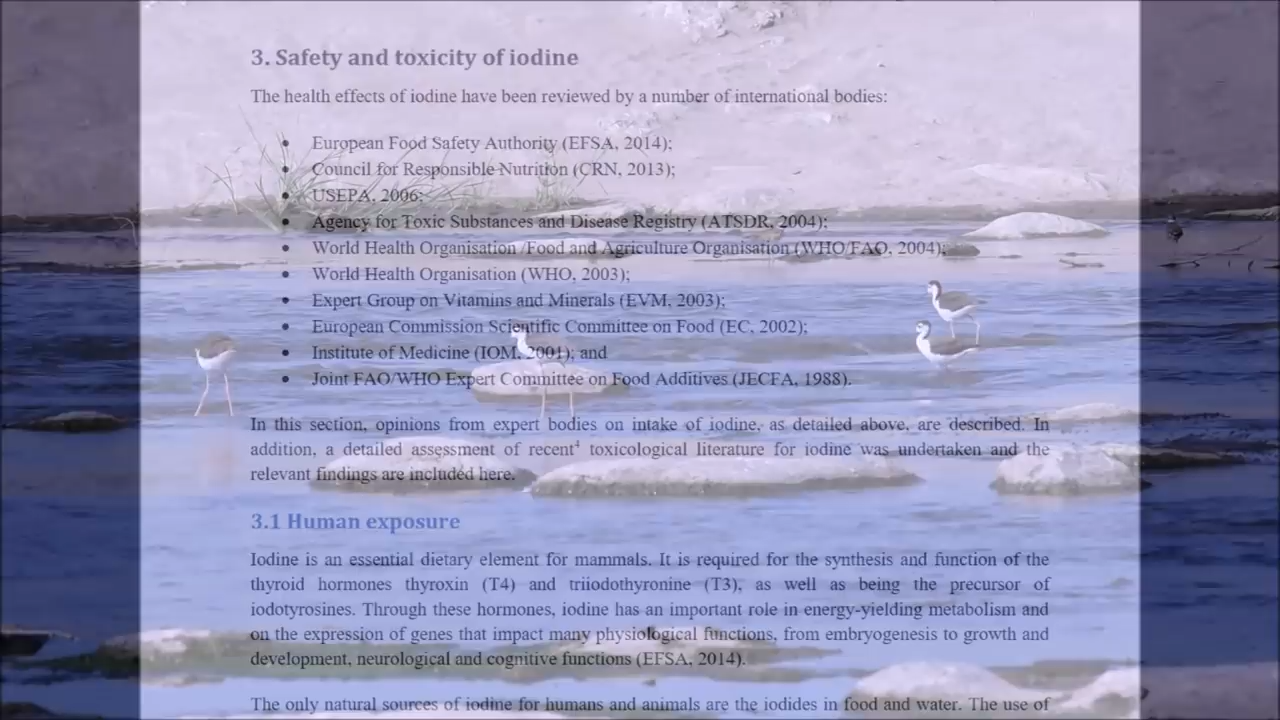 3. Safety and toxicity of iodine
The health effects of iodine have been reviewed by a number of international bodies:
• European Food Safety Authority (EFSA, 2014);
• Council for Responsible Nutrition (CRN, 2013);
• USEPA, 2006;
• Agency for Toxic Substances and Disease Registry (ATSDR, 2004);
• World Health Organisation /Food and Agriculture Organisation (WHO/FAO, 2004);
• World Health Organisation (WHO, 2003);
• Expert Group on Vitamins and Minerals (EVM, 2003);
• European Commission Scientific Committee on Food (EC, 2002);
• Institute of Medicine (IOM, 2001); and
• Joint FAO/WHO Expert Committee on Food Additives (JECFA, 1988).
In this section, opinions from expert bodies on intake of iodine, as detailed above, are described. In
addition, a detailed assessment of recent⁴ toxicological literature for iodine was undertaken and the
relevant findings are included here.
3.1 Human exposure
Iodine is an essential dietary element for mammals. It is required for the synthesis and function of the
thyroid hormones thyroxin (T4) and triiodothyronine (T3), as well as being the precursor of
iodotyrosines. Through these hormones, iodine has an important role in energy-yielding metabolism and
on the expression of genes that impact many physiological functions, from embryogenesis to growth and
development, neurological and cognitive functions (EFSA, 2014).
The only natural sources of iodine for humans and animals are the iodides in food and water. The use of